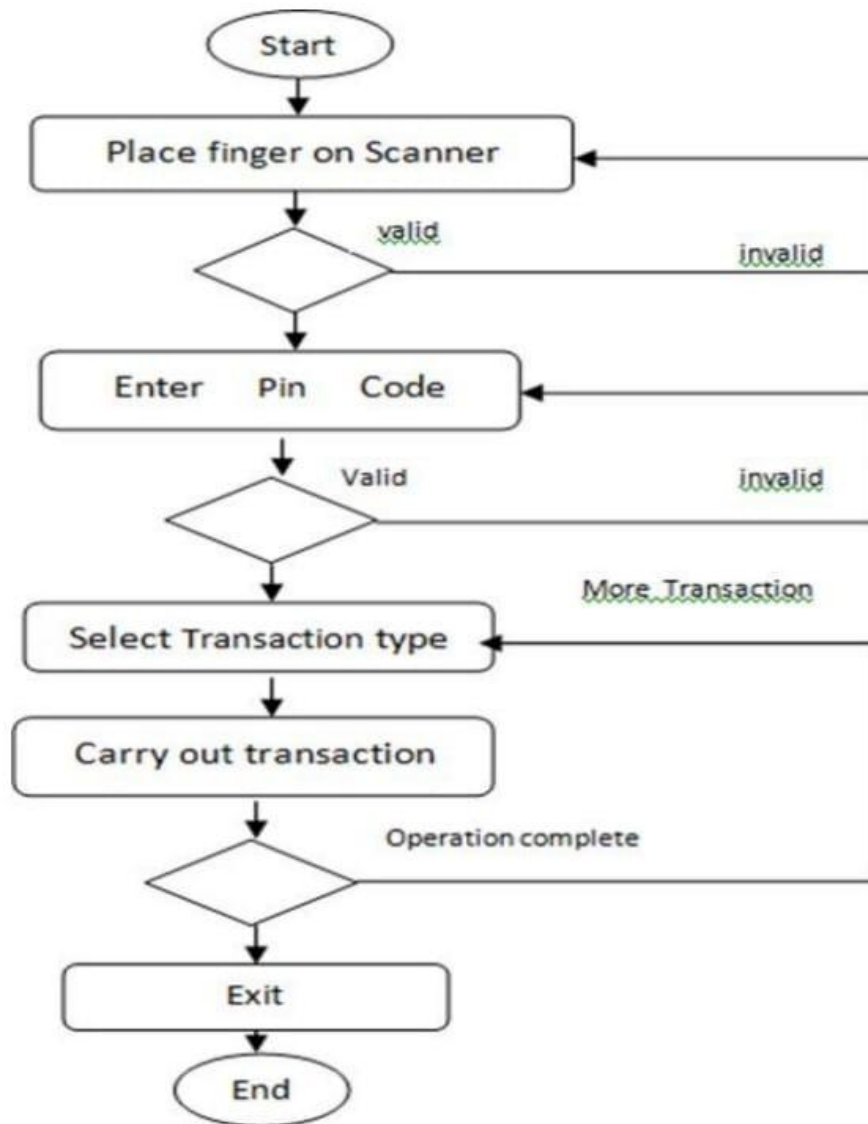 Start
Place finger on Scanner
valid
invalid
Enter Pin Code
Valid
invalid
More Transaction
Select Transaction type
Carry out transaction
Operation complete
Exit
End